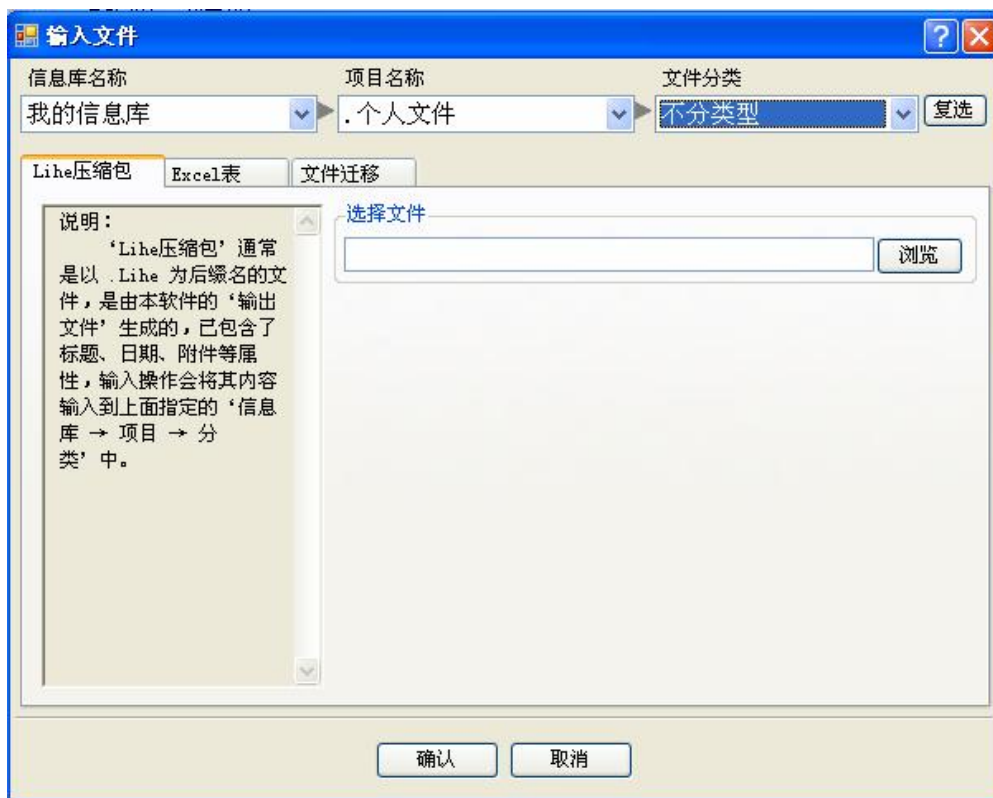 输入文件
信息库名称 项目名称 文件分类
我的信息库 .个人文件 不分类型 复选
Lihe压缩包 Excel表 文件迁移
说明:
‘Lihe压缩包’通常
是以 .Lihe 为后缀名的文
件，是由本软件的‘输出
文件’生成的，已包含了
标题、日期、附件等属
性，输入操作会将其内容
输入到上面指定的‘信息
库 → 项目 → 分
类’中。
选择文件
浏览
确认 取消